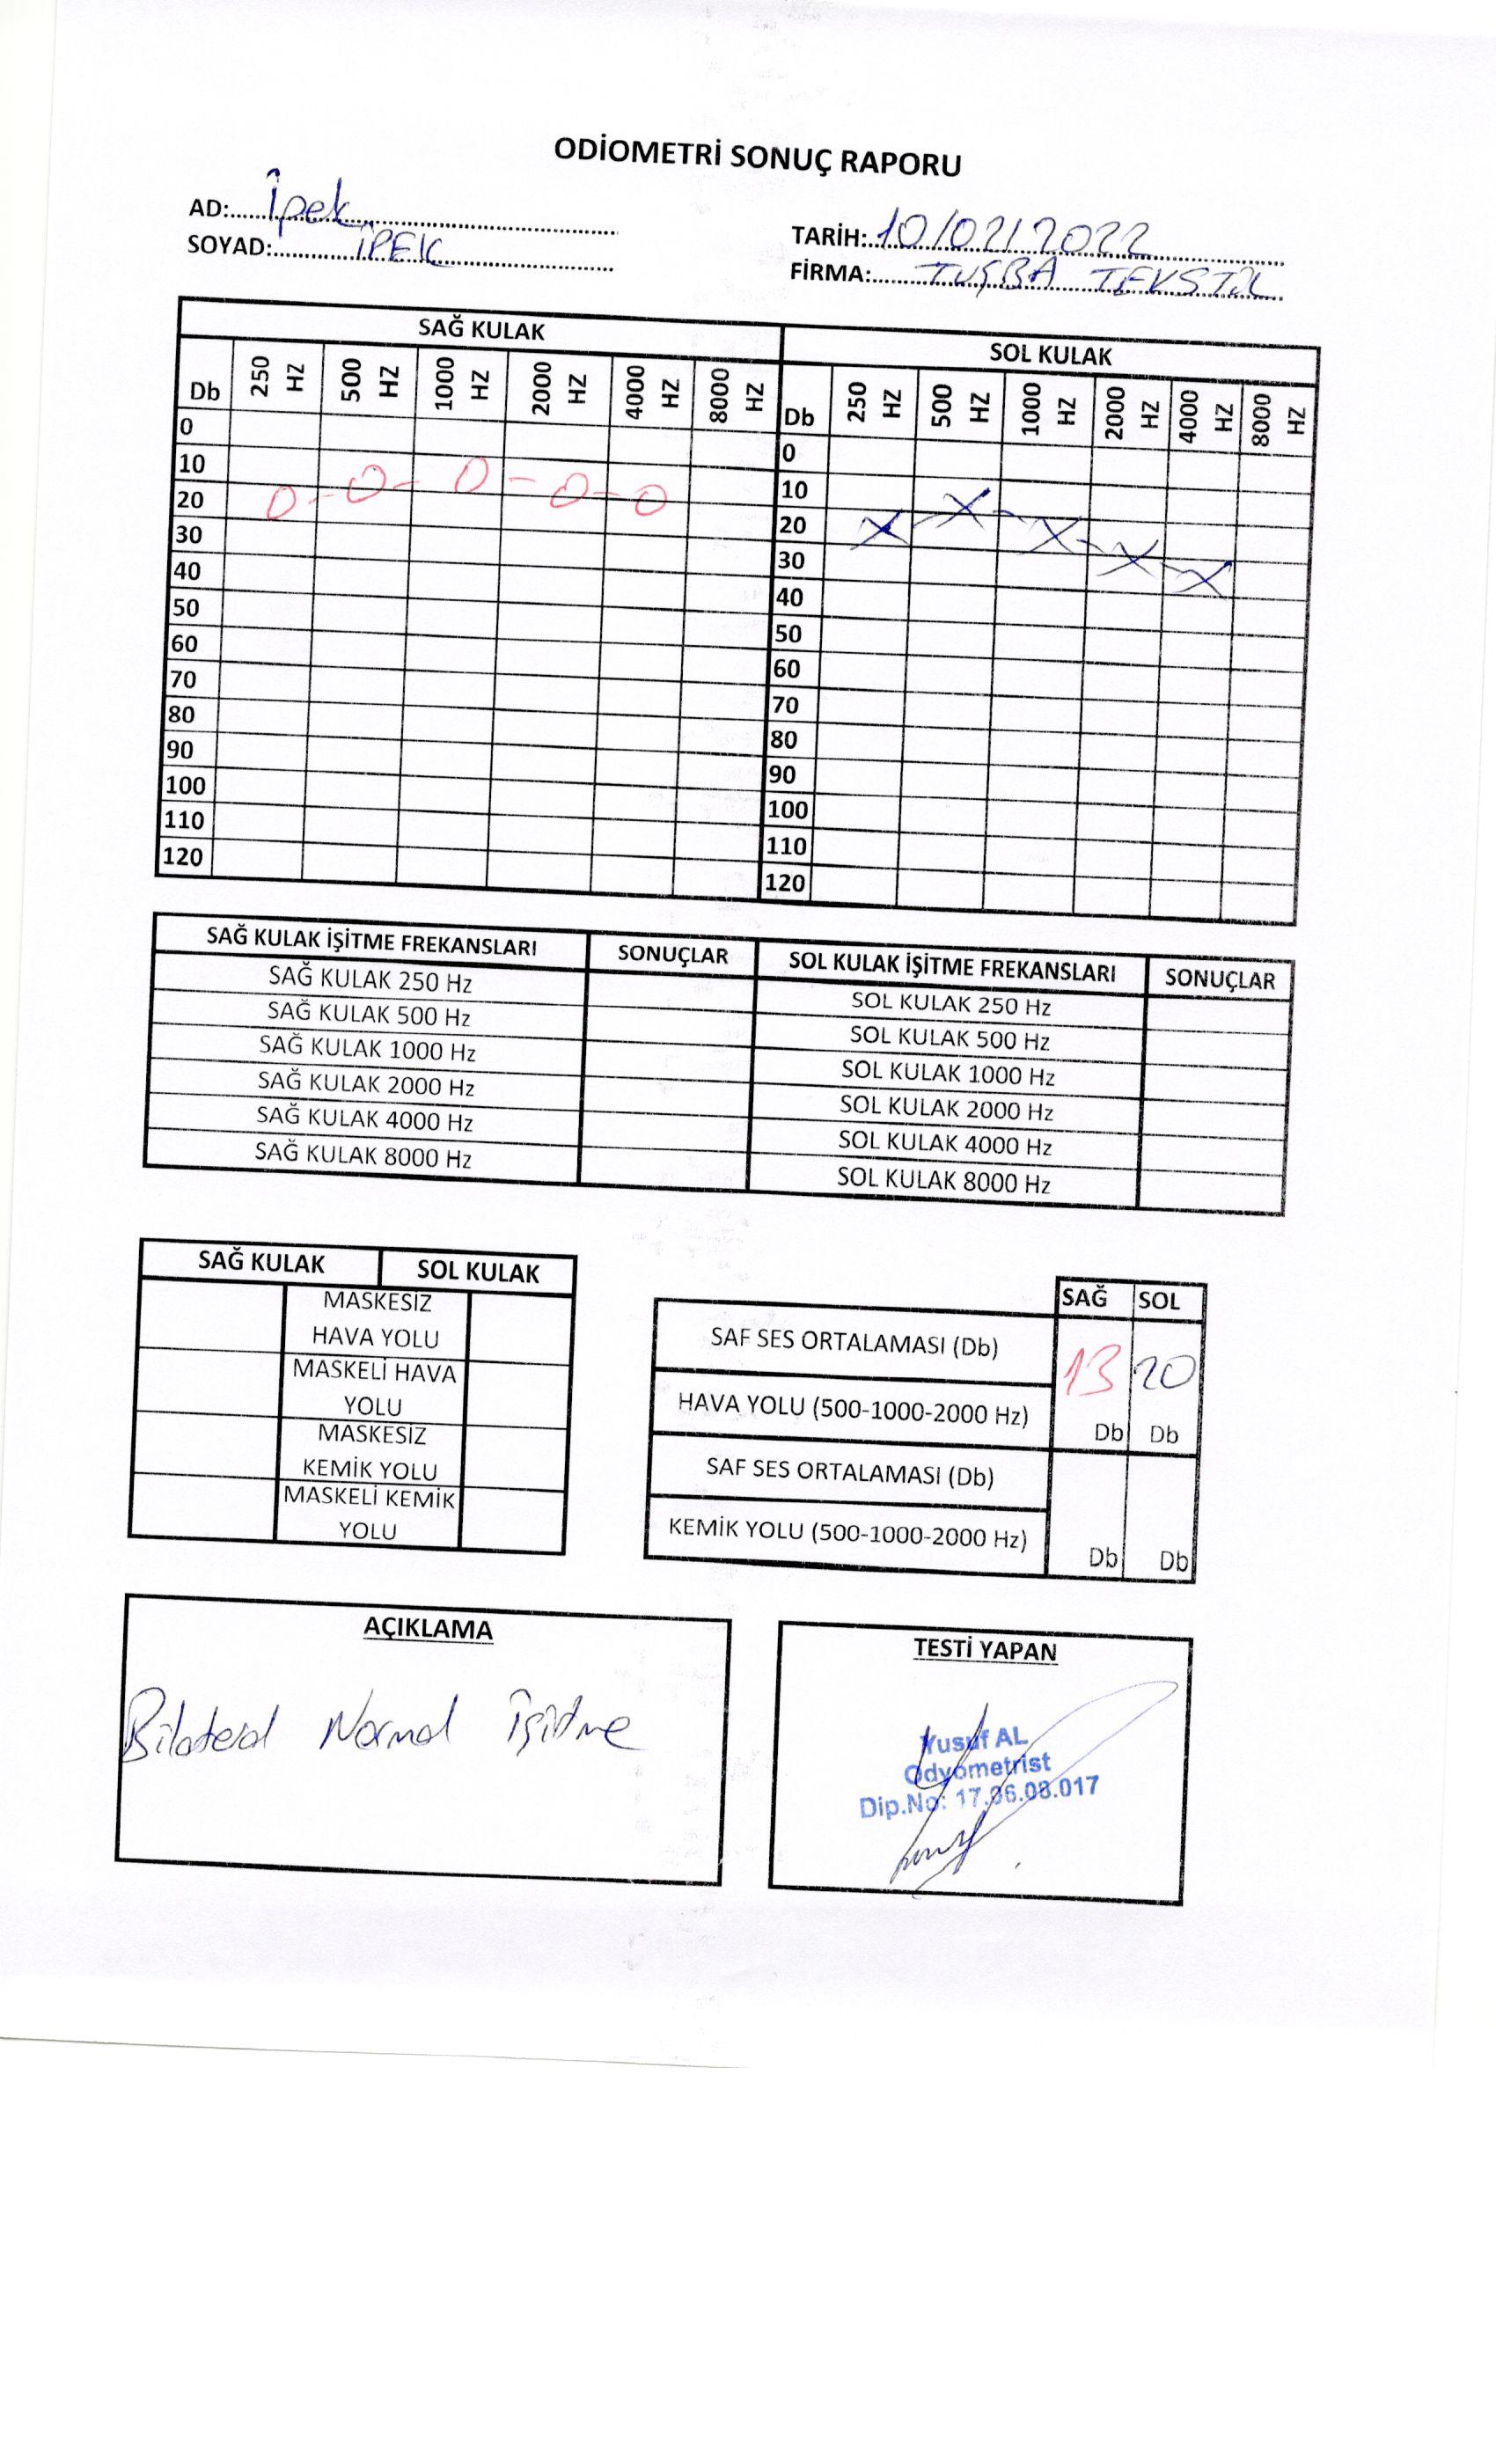 ODİOMETRİ SONUÇ RAPORU
AD: İpek
SOYAD: İPEK
TARİH: 10/02/2022
FİRMA: TUŞBA TEKSTİL
SAĞ KULAK SOL KULAK
Db 250 HZ 500 HZ 1000 HZ 2000 HZ 4000 HZ 8000 HZ Db 250 HZ 500 HZ 1000 HZ 2000 HZ 4000 HZ 8000 HZ
0 0
10 10
20 20
30 30
40 40
50 50
60 60
70 70
80 80
90 90
100 100
110 110
120 120
SAĞ KULAK İŞİTME FREKANSLARI SONUÇLAR SOL KULAK İŞİTME FREKANSLARI SONUÇLAR
SAĞ KULAK 250 Hz SOL KULAK 250 Hz
SAĞ KULAK 500 Hz SOL KULAK 500 Hz
SAĞ KULAK 1000 Hz SOL KULAK 1000 Hz
SAĞ KULAK 2000 Hz SOL KULAK 2000 Hz
SAĞ KULAK 4000 Hz SOL KULAK 4000 Hz
SAĞ KULAK 8000 Hz SOL KULAK 8000 Hz
SAĞ KULAK SOL KULAK
MASKESİZ
HAVA YOLU
MASKELİ HAVA
YOLU
MASKESİZ
KEMİK YOLU
MASKELİ KEMİK
YOLU
SAĞ SOL
SAF SES ORTALAMASI (Db) 13 20
HAVA YOLU (500-1000-2000 Hz) Db Db
SAF SES ORTALAMASI (Db)
KEMİK YOLU (500-1000-2000 Hz) Db Db
AÇIKLAMA
Bilateral Normal İşitme
TESTİ YAPAN
Yusuf AL
Odyometrist
Dip.No: 17.06.08.017